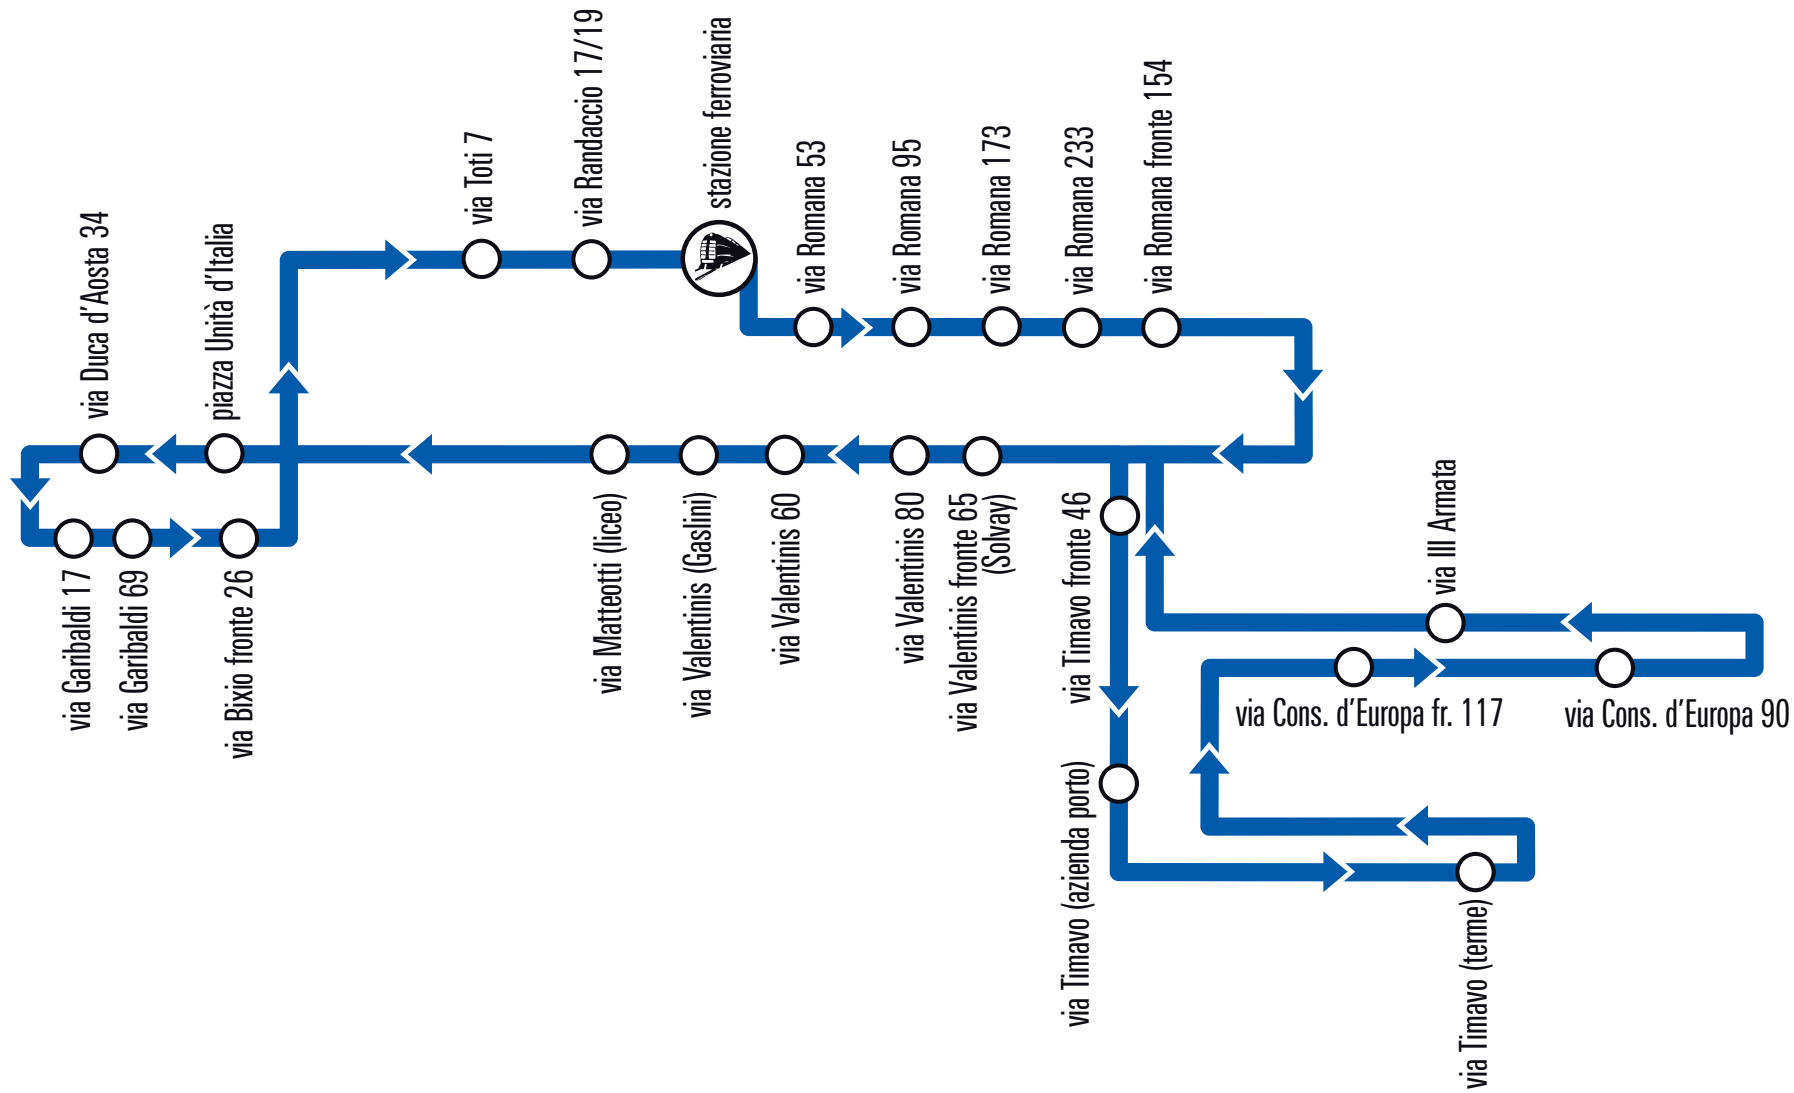 via Duca d'Aosta 34
piazza Unità d'Italia
via Toti 7
via Randaccio 17/19
stazione ferroviaria
via Romana 53
via Romana 95
via Romana 173
via Romana 233
via Romana fronte 154
via Garibaldi 17
via Garibaldi 69
via Bixio fronte 26
via Matteotti (liceo)
via Valentinis (Gaslini)
via Valentinis 60
via Valentinis 80
via Valentinis fronte 65
(Solvay)
via Timavo fronte 46
via III Armata
via Cons. d'Europa fr. 117
via Cons. d'Europa 90
via Timavo (azienda porto)
via Timavo (terme)